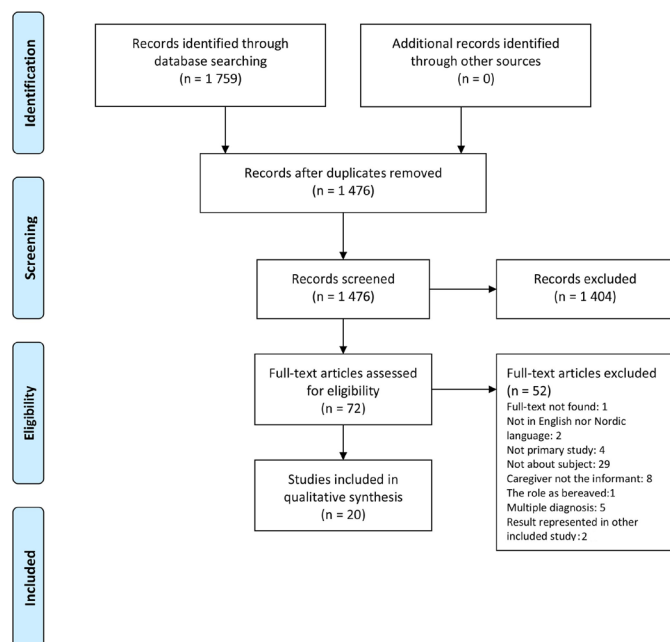 Identification
Records identified through
database searching
(n = 1 759)
Additional records identified
through other sources
(n = 0)
Records after duplicates removed
(n = 1 476)
Screening
Records screened
(n = 1 476)
Records excluded
(n = 1 404)
Eligibility
Full-text articles assessed
for eligibility
(n = 72)
Full-text articles excluded
(n = 52)
Full-text not found: 1
Not in English nor Nordic
language: 2
Not primary study: 4
Not about subject: 29
Caregiver not the informant: 8
The role as bereaved:1
Multiple diagnosis: 5
Result represented in other
included study:2
Studies included in
qualitative synthesis
(n = 20)
Included